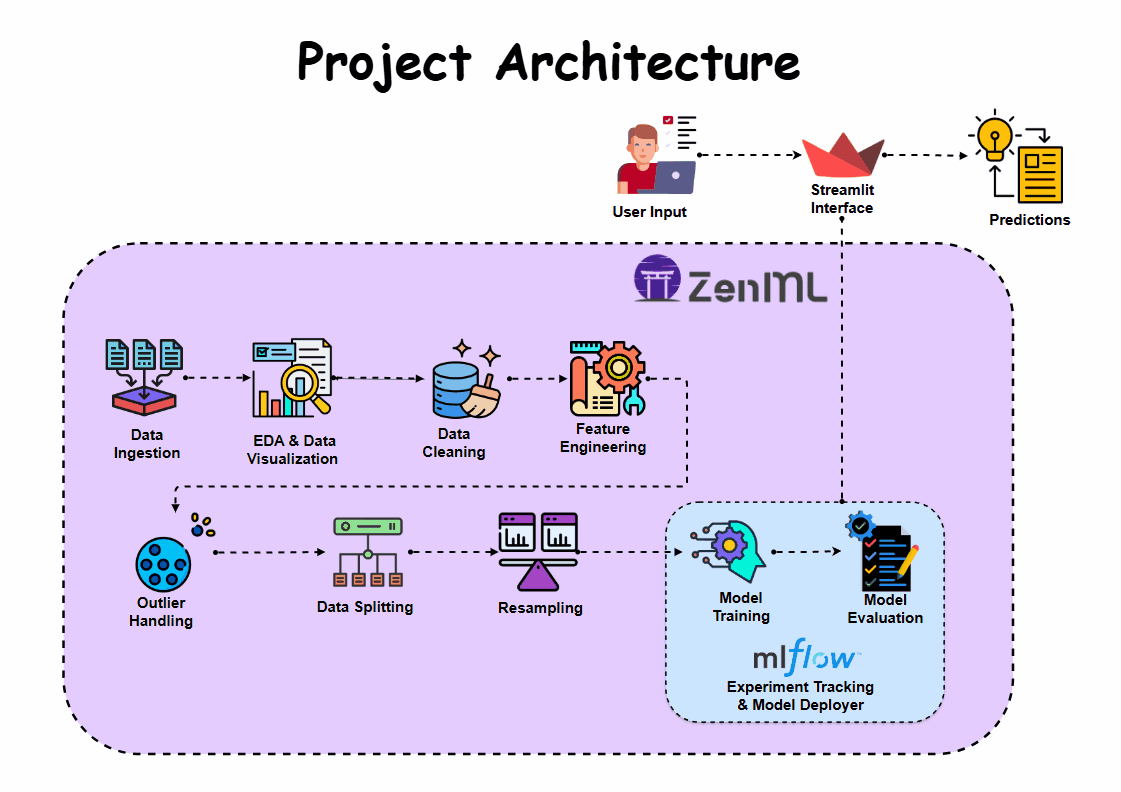 Project Architecture
User Input
Streamlit
Interface
Predictions
ZenML
Data
Ingestion
EDA & Data
Visualization
Data
Cleaning
Feature
Engineering
Outlier
Handling
Data Splitting
Resampling
Model
Training
Model
Evaluation
mlflow™
Experiment Tracking
& Model Deployer